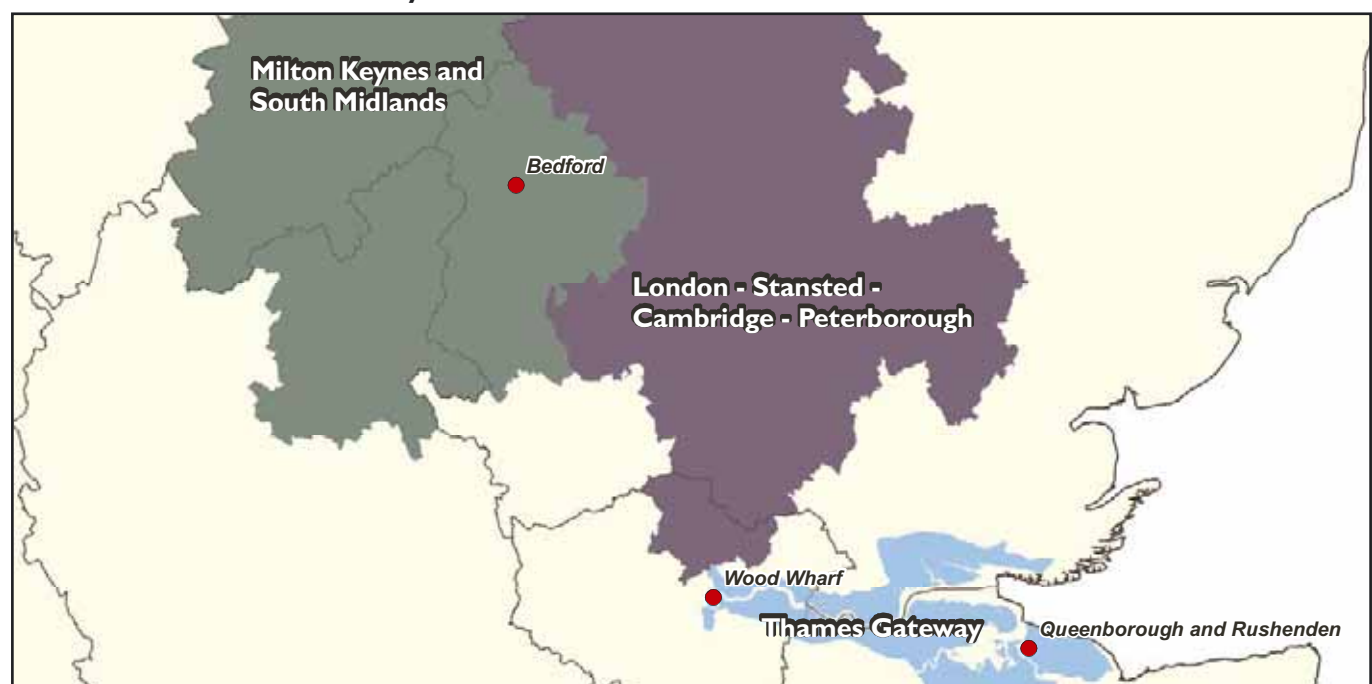 Milton Keynes and
South Midlands
Bedford
London - Stansted -
Cambridge - Peterborough
Wood Wharf
Thames Gateway
Queenborough and Rushenden